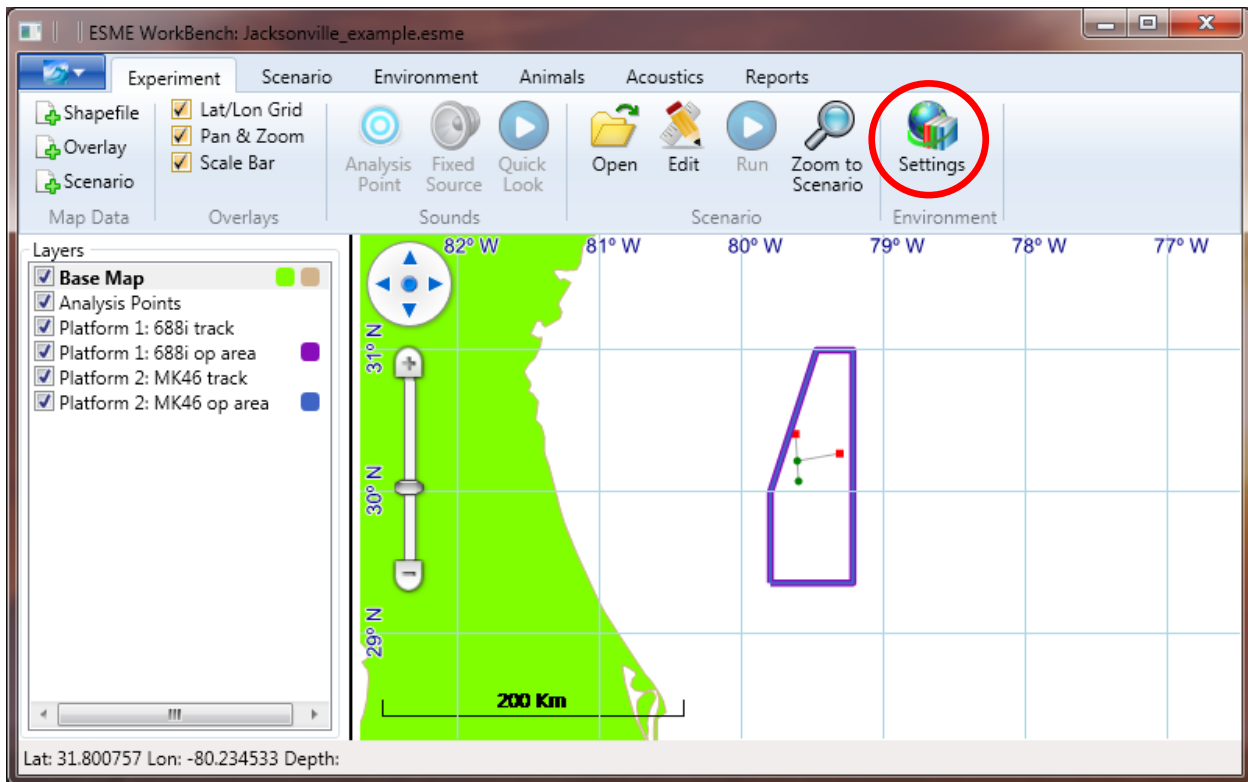 ESME WorkBench: Jacksonville_example.esme
Experiment Scenario Environment Animals Acoustics Reports
Shapefile
Overlay
Scenario
Map Data
Lat/Lon Grid
Pan & Zoom
Scale Bar
Overlays
Analysis Point
Fixed Source
Quick Look
Sounds
Open
Edit
Run
Zoom to Scenario
Scenario
Settings
Environment
Layers
Base Map
Analysis Points
Platform 1: 688i track
Platform 1: 688i op area
Platform 2: MK46 track
Platform 2: MK46 op area
82° W 81° W 80° W 79° W 78° W 77° W
31° N
30° N
29° N
200 Km
Lat: 31.800757 Lon: -80.234533 Depth: